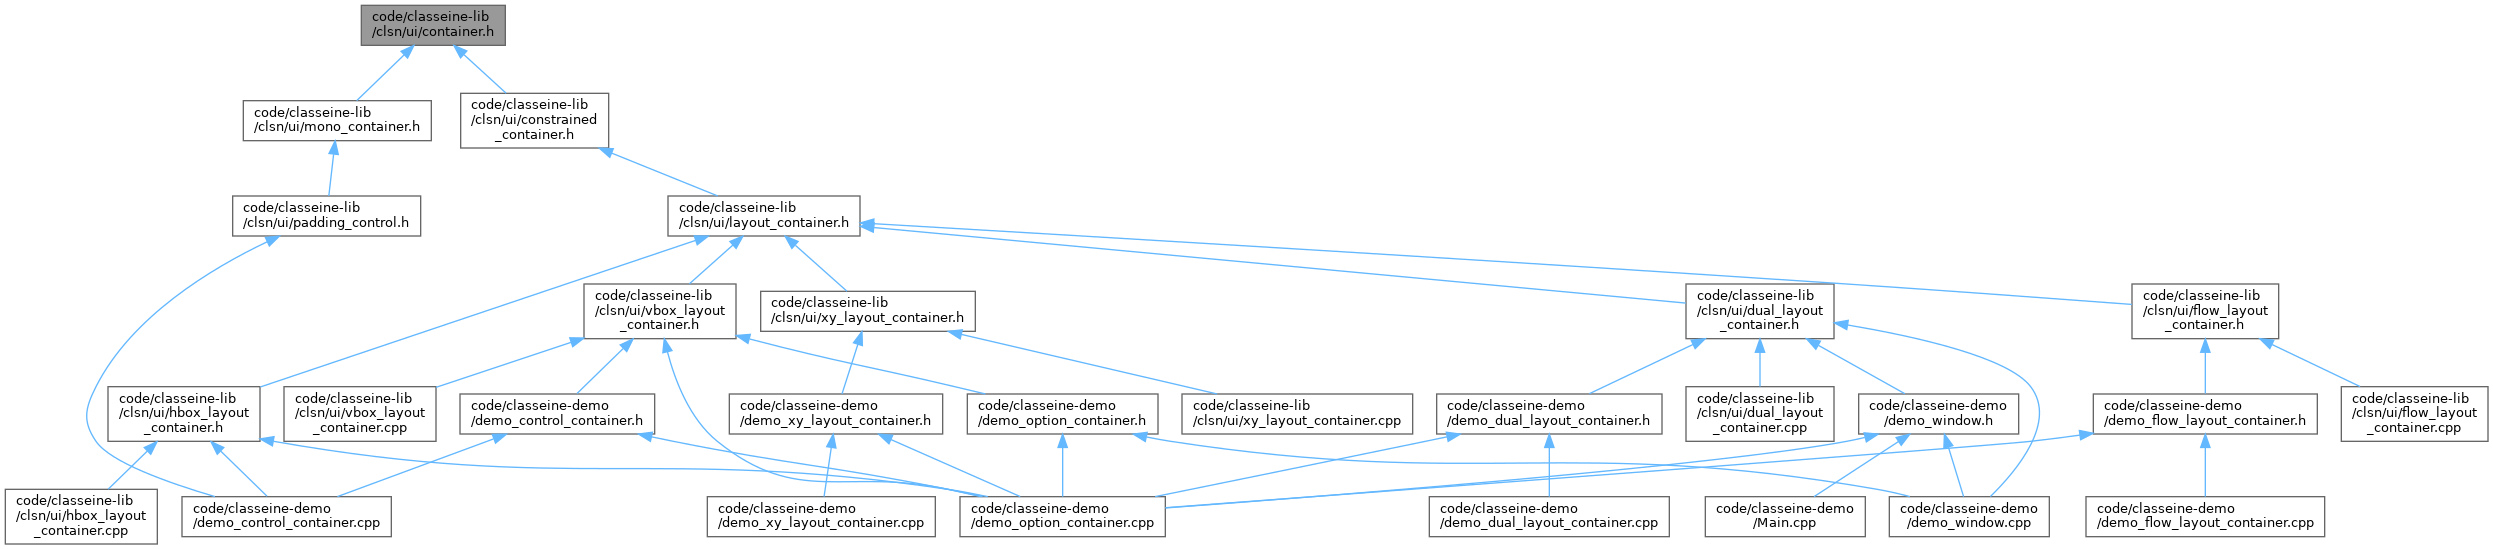 code/classeine-lib
/clsn/ui/container.h
code/classeine-lib
/clsn/ui/mono_container.h
code/classeine-lib
/clsn/ui/constrained
_container.h
code/classeine-lib
/clsn/ui/padding_control.h
code/classeine-lib
/clsn/ui/layout_container.h
code/classeine-lib
/clsn/ui/vbox_layout
_container.h
code/classeine-lib
/clsn/ui/xy_layout_container.h
code/classeine-lib
/clsn/ui/dual_layout
_container.h
code/classeine-lib
/clsn/ui/flow_layout
_container.h
code/classeine-lib
/clsn/ui/hbox_layout
_container.h
code/classeine-lib
/clsn/ui/vbox_layout
_container.cpp
code/classeine-demo
/demo_control_container.h
code/classeine-demo
/demo_xy_layout_container.h
code/classeine-demo
/demo_option_container.h
code/classeine-lib
/clsn/ui/xy_layout_container.cpp
code/classeine-demo
/demo_dual_layout_container.h
code/classeine-lib
/clsn/ui/dual_layout
_container.cpp
code/classeine-demo
/demo_window.h
code/classeine-demo
/demo_flow_layout_container.h
code/classeine-lib
/clsn/ui/flow_layout
_container.cpp
code/classeine-lib
/clsn/ui/hbox_layout
_container.cpp
code/classeine-demo
/demo_control_container.cpp
code/classeine-demo
/demo_xy_layout_container.cpp
code/classeine-demo
/demo_option_container.cpp
code/classeine-demo
/demo_dual_layout_container.cpp
code/classeine-demo
/Main.cpp
code/classeine-demo
/demo_window.cpp
code/classeine-demo
/demo_flow_layout_container.cpp